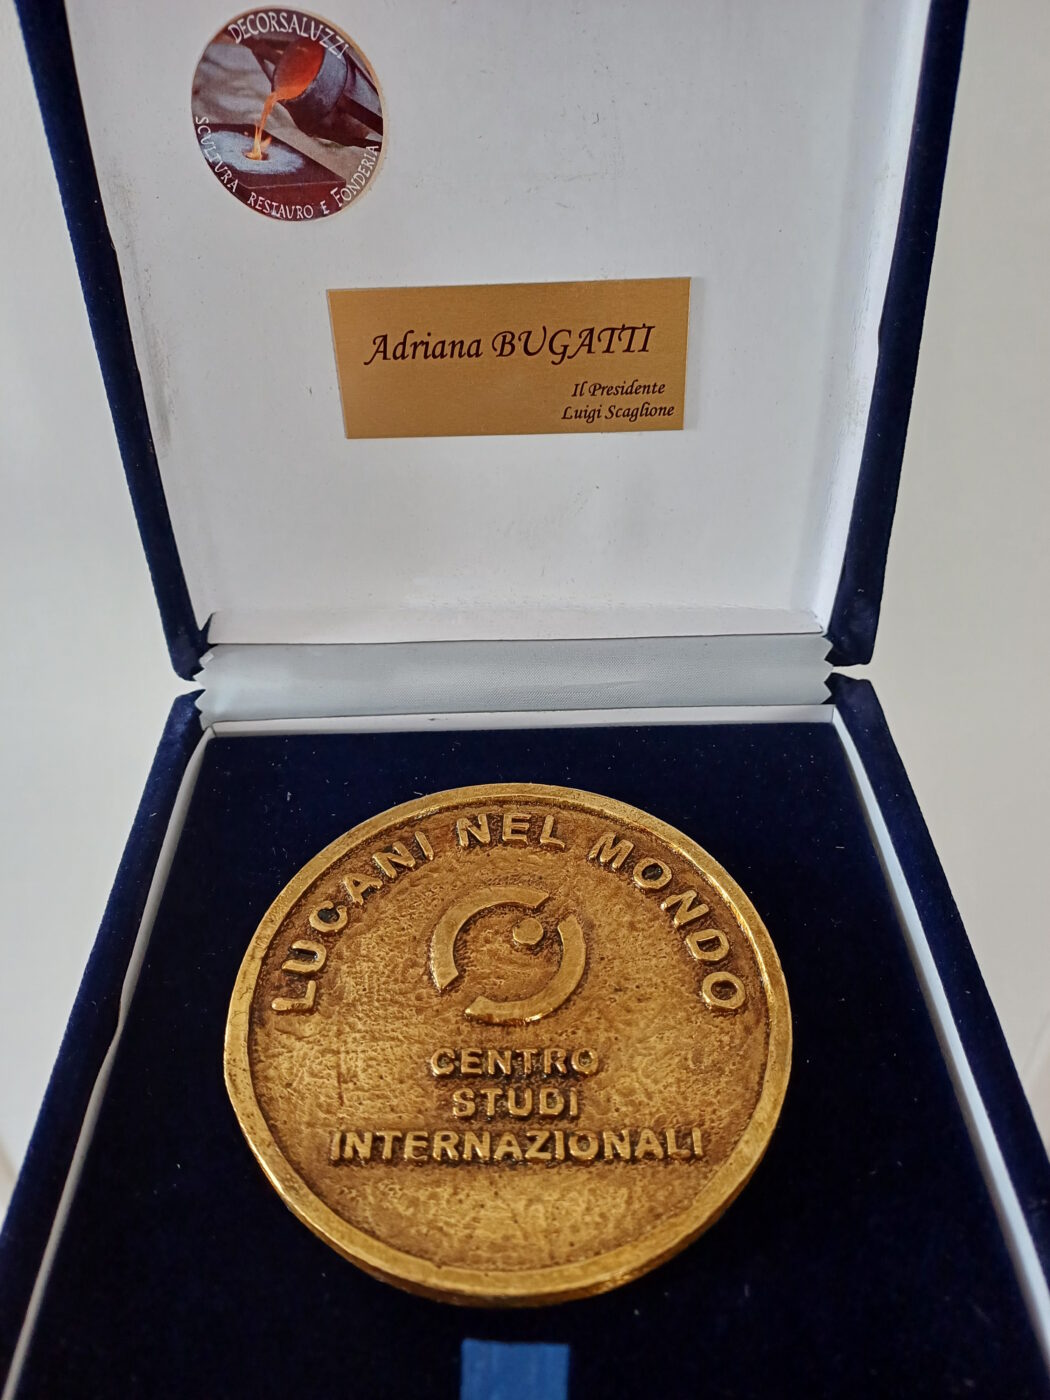 DECORSALUZZI
SCULTURA RESTAURO E FONDERIA
Adriana BUGATTI
Il Presidente
Luigi Scaglione
LUCANI NEL MONDO
CENTRO
STUDI
INTERNAZIONALI